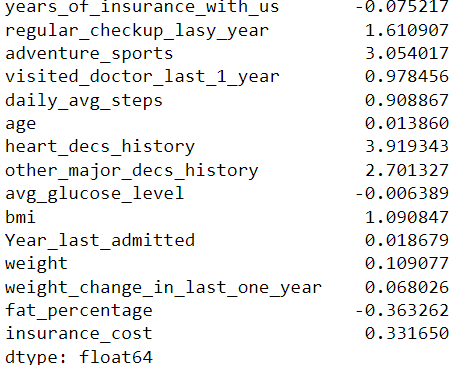 years_of_insurance_with_us -0.075217
regular_checkup_lasy_year 1.610907
adventure_sports 3.054017
visited_doctor_last_1_year 0.978456
daily_avg_steps 0.908867
age 0.013860
heart_decs_history 3.919343
other_major_decs_history 2.701327
avg_glucose_level -0.006389
bmi 1.090847
Year_last_admitted 0.018679
weight 0.109077
weight_change_in_last_one_year 0.068026
fat_percentage -0.363262
insurance_cost 0.331650
dtype: float64